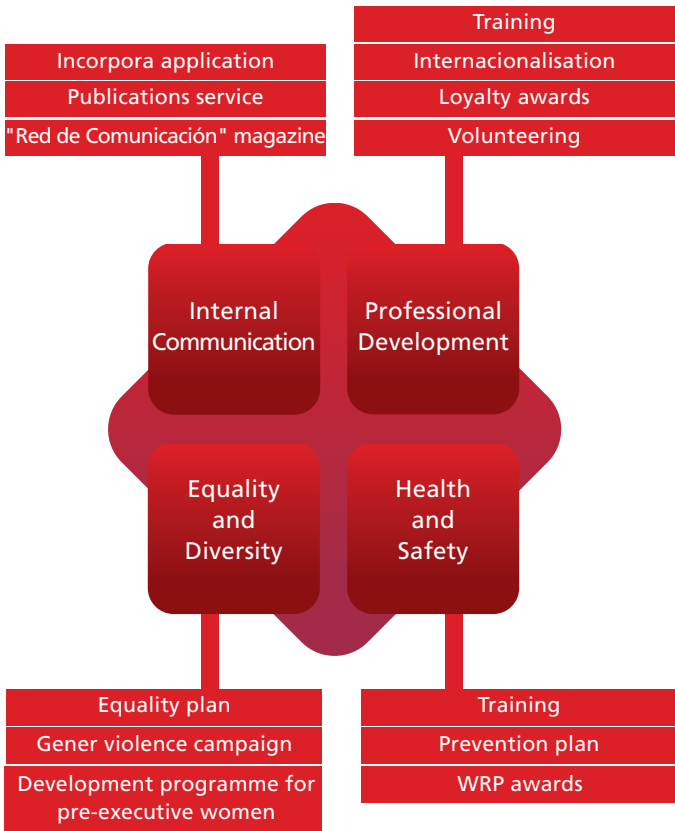 Training
Incorpora application
Internacionalisation
Publications service
Loyalty awards
"Red de Comunicación" magazine
Volunteering
Internal
Communication
Professional
Development
Equality
and
Diversity
Health
and
Safety
Equality plan
Gener violence campaign
Development programme for
pre-executive women
Training
Prevention plan
WRP awards